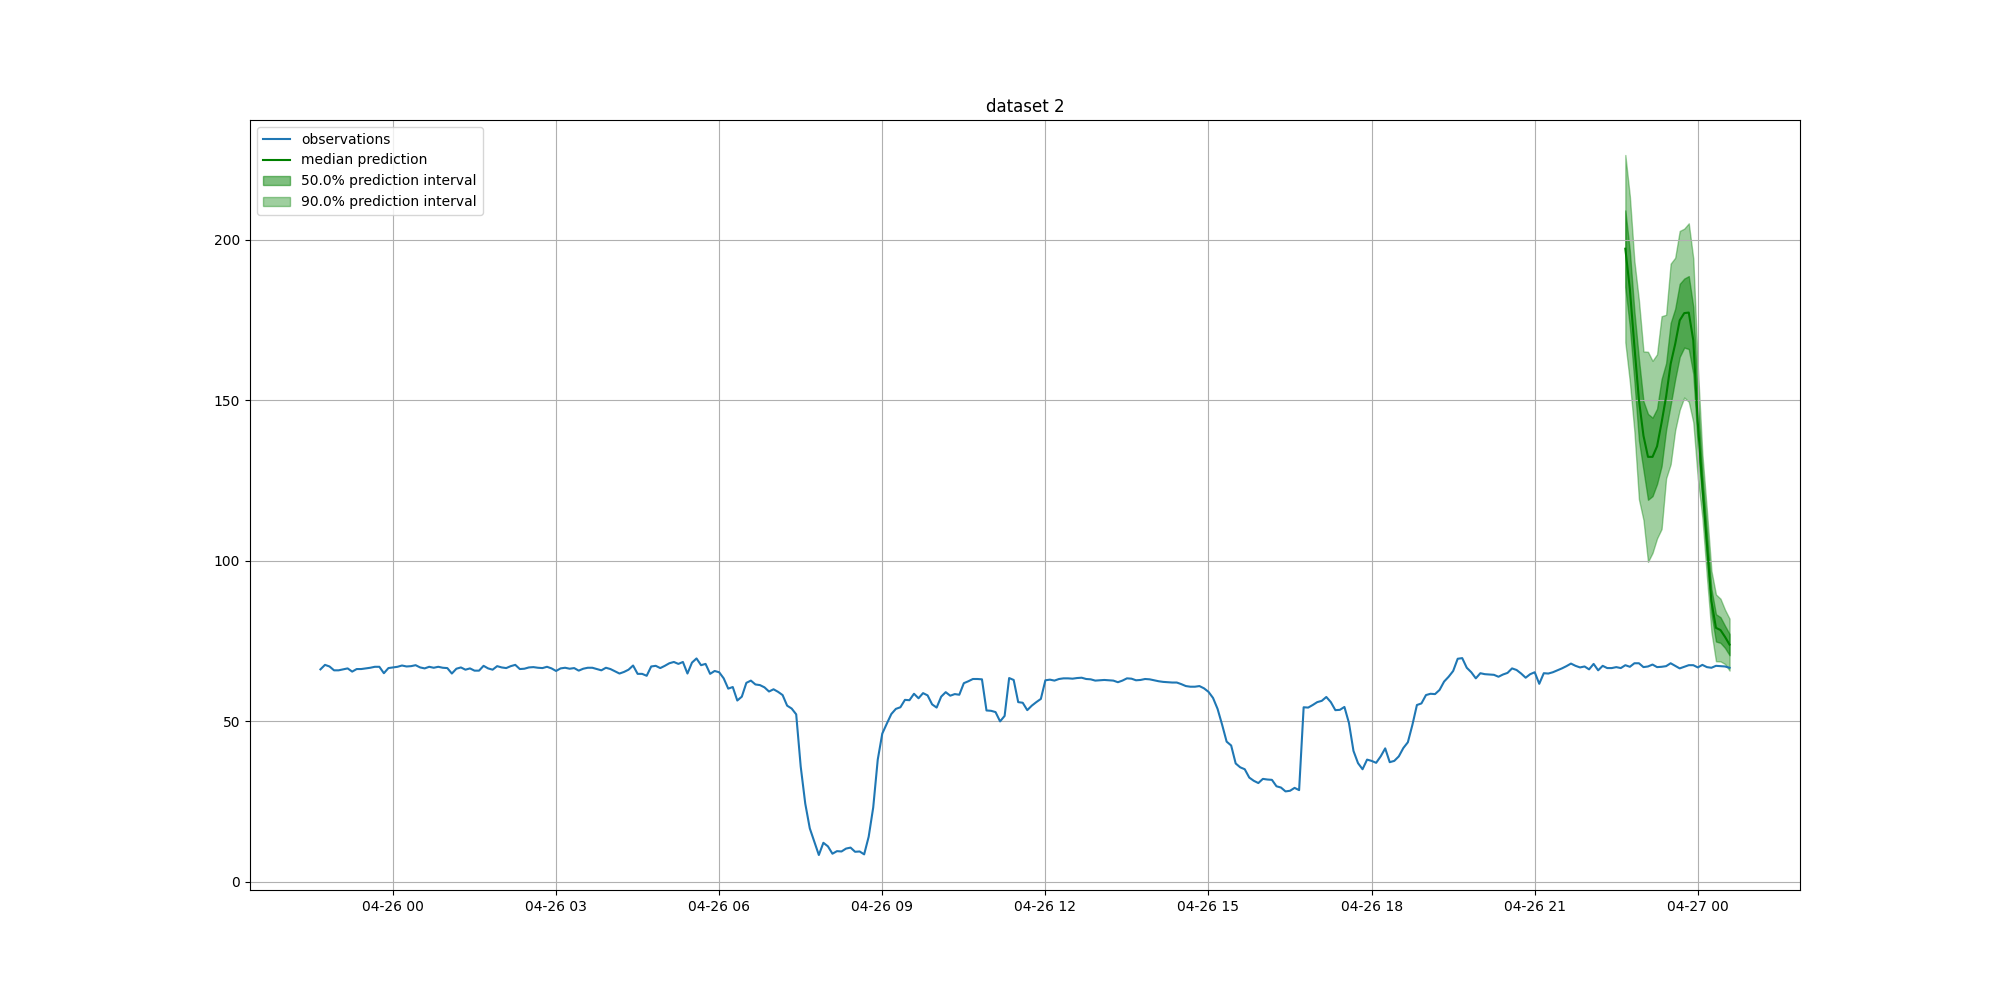 dataset 2
observations
median prediction
50.0% prediction interval
90.0% prediction interval
200
150
100
50
0
04-26 00
04-26 03
04-26 06
04-26 09
04-26 12
04-26 15
04-26 18
04-26 21
04-27 00